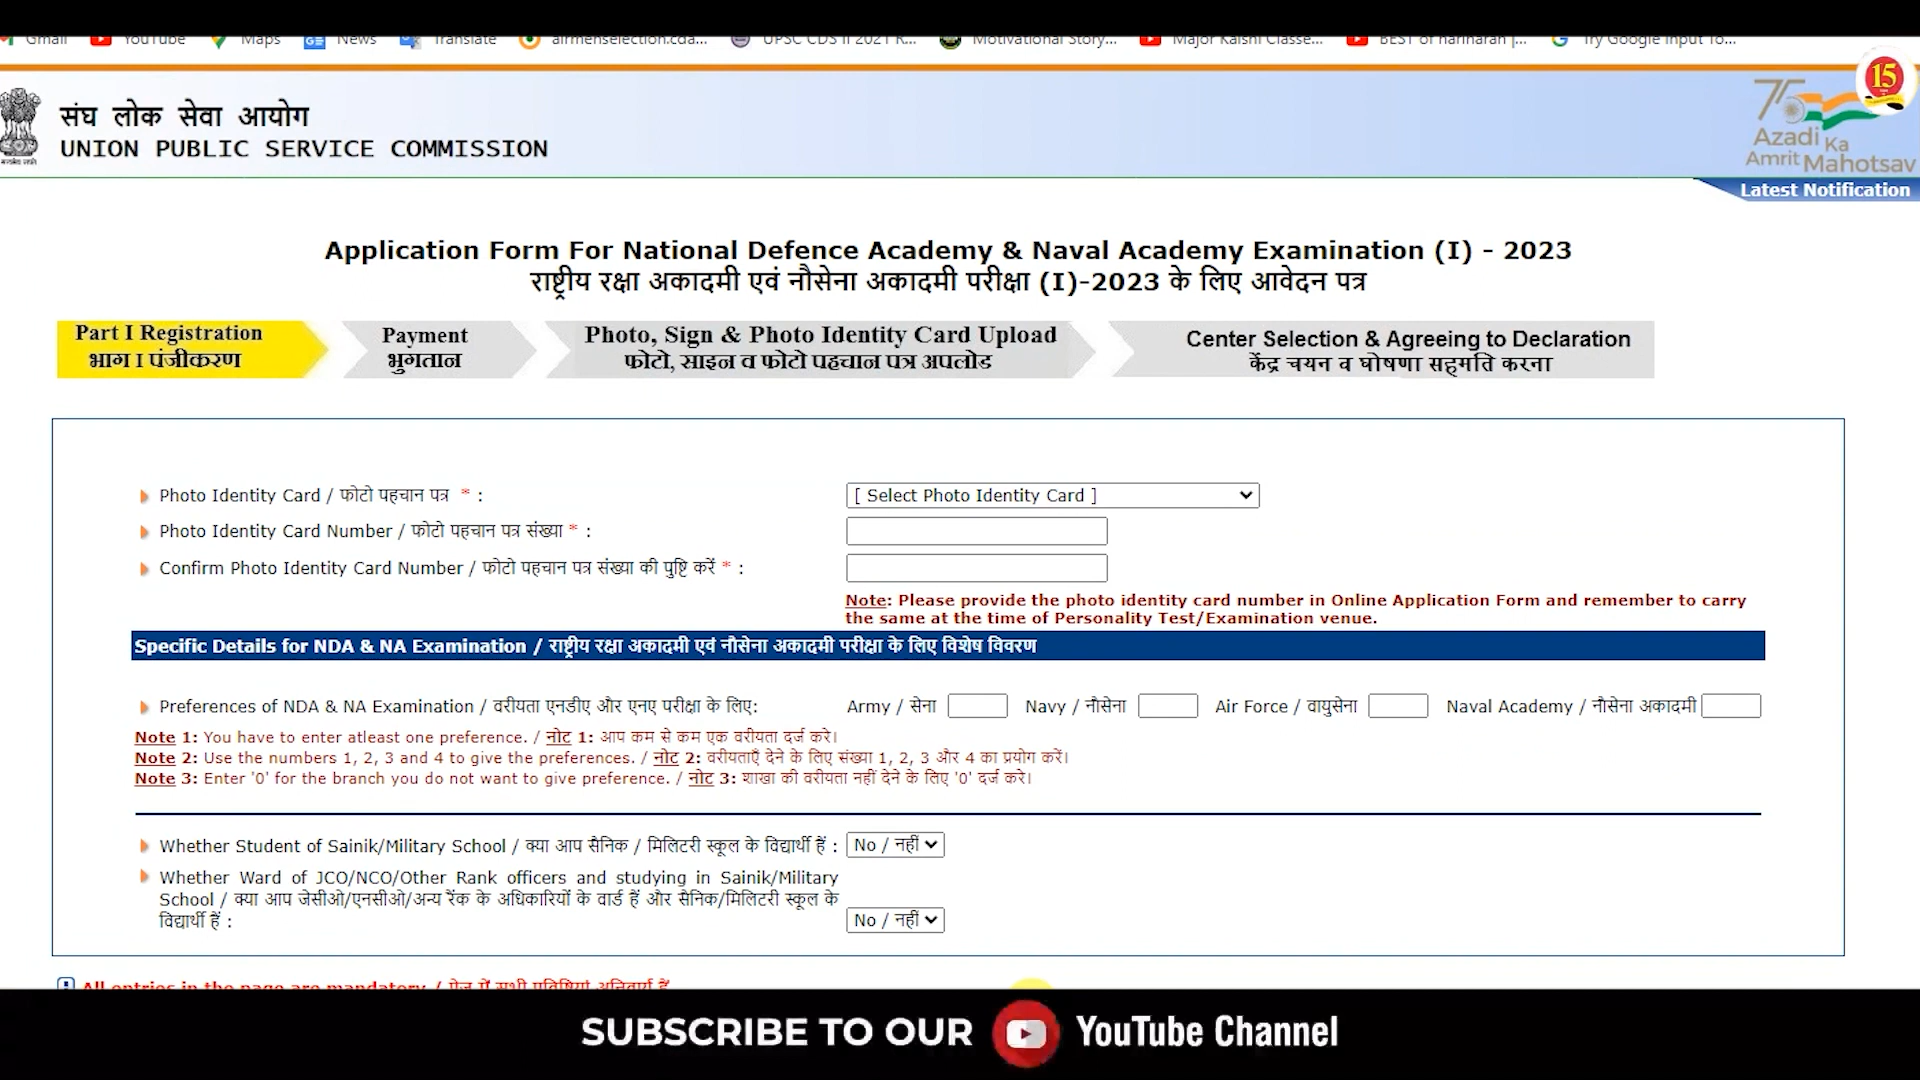 Gmail YouTube Maps News Translate airmenselection.cda... UPSC CDS II 2021 R... Motivational Story... Major Kalshi Classe... BEST of hariharan |... Try Google Input To...
15
संघ लोक सेवा आयोग
UNION PUBLIC SERVICE COMMISSION
75
Azadi Ka
Amrit Mahotsav
Latest Notification
Application Form For National Defence Academy & Naval Academy Examination (I) - 2023
राष्ट्रीय रक्षा अकादमी एवं नौसेना अकादमी परीक्षा (I)-2023 के लिए आवेदन पत्र
Part I Registration
भाग I पंजीकरण
Payment
भुगतान
Photo, Sign & Photo Identity Card Upload
फोटो, साइन व फोटो पहचान पत्र अपलोड
Center Selection & Agreeing to Declaration
केंद्र चयन व घोषणा सहमति करना
Photo Identity Card / फोटो पहचान पत्र * : [ Select Photo Identity Card ]
Photo Identity Card Number / फोटो पहचान पत्र संख्या * :
Confirm Photo Identity Card Number / फोटो पहचान पत्र संख्या की पुष्टि करें * :
Note: Please provide the photo identity card number in Online Application Form and remember to carry
the same at the time of Personality Test/Examination venue.
Specific Details for NDA & NA Examination / राष्ट्रीय रक्षा अकादमी एवं नौसेना अकादमी परीक्षा के लिए विशेष विवरण
Preferences of NDA & NA Examination / वरीयता एनडीए और एनए परीक्षा के लिए: Army / सेना Navy / नौसेना Air Force / वायुसेना Naval Academy / नौसेना अकादमी
Note 1: You have to enter atleast one preference. / नोट 1: आप कम से कम एक वरीयता दर्ज करे।
Note 2: Use the numbers 1, 2, 3 and 4 to give the preferences. / नोट 2: वरीयताएँ देने के लिए संख्या 1, 2, 3 और 4 का प्रयोग करें।
Note 3: Enter '0' for the branch you do not want to give preference. / नोट 3: शाखा की वरीयता नहीं देने के लिए '0' दर्ज करे।
Whether Student of Sainik/Military School / क्या आप सैनिक / मिलिटरी स्कूल के विद्यार्थी हैं : No / नहीं
Whether Ward of JCO/NCO/Other Rank officers and studying in Sainik/Military
School / क्या आप जेसीओ/एनसीओ/अन्य रैंक के अधिकारियों के वार्ड हैं और सैनिक/मिलिटरी स्कूल के
विद्यार्थी हैं : No / नहीं
All entries in the page are mandatory / पेज में सभी प्रविष्टियां अनिवार्य हैं
SUBSCRIBE TO OUR YouTube Channel